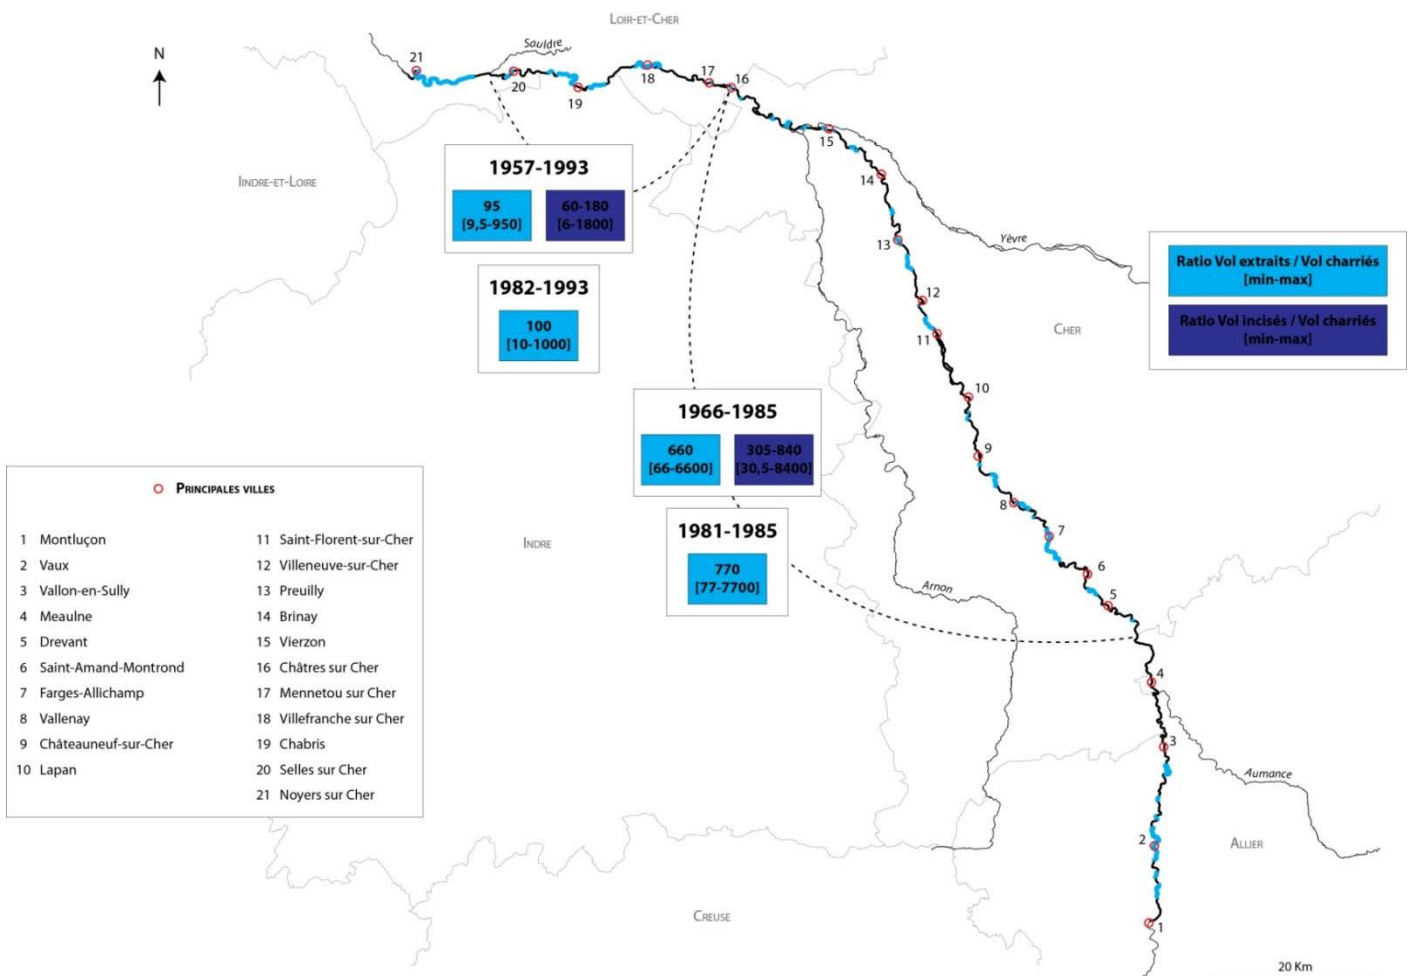 LOIR-ET-CHER
N
Sauldre
21
20
19
18
17
16
15
14
13
12
11
10
9
8
7
6
5
4
3
2
1
INDRE-ET-LOIRE
1957-1993
95
[9,5-950]
60-180
[6-1800]
1982-1993
100
[10-1000]
Yèvre
CHER
Ratio Vol extraits / Vol charriés
[min-max]
Ratio Vol incisés / Vol charriés
[min-max]
1966-1985
660
[66-6600]
305-840
[30,5-8400]
1981-1985
770
[77-7700]
INDRE
Arnon
Aumance
ALLIER
CREUSE
20 Km
PRINCIPALES VILLES
1 Montluçon
2 Vaux
3 Vallon-en-Sully
4 Meaulne
5 Drevant
6 Saint-Amand-Montrond
7 Farges-Allichamp
8 Vallenay
9 Châteauneuf-sur-Cher
10 Lapan
11 Saint-Florent-sur-Cher
12 Villeneuve-sur-Cher
13 Preuilly
14 Brinay
15 Vierzon
16 Châtres sur Cher
17 Mennetou sur Cher
18 Villefranche sur Cher
19 Chabris
20 Selles sur Cher
21 Noyers sur Cher